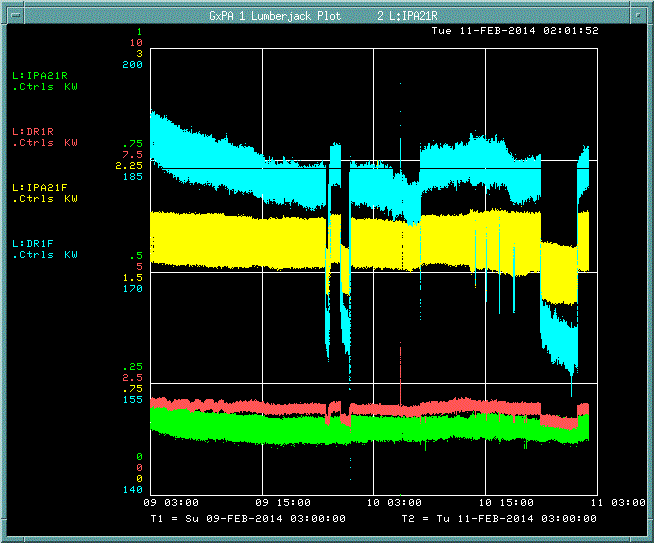 GxPA 1 Lumberjack Plot 2 L:IPA21R
Tue 11-FEB-2014 02:01:52
1
10
3
200
L:IPA21R
.Ctrls KW
L:DR1R
.Ctrls KW
.75
7.5
2.25
185
L:IPA21F
.Ctrls KW
L:DR1F
.Ctrls KW
.5
5
1.5
170
.25
2.5
.75
155
0
0
0
140
09 03:00 09 15:00 10 03:00 10 15:00 11 03:00
T1 = Su 09-FEB-2014 03:00:00 T2 = Tu 11-FEB-2014 03:00:00